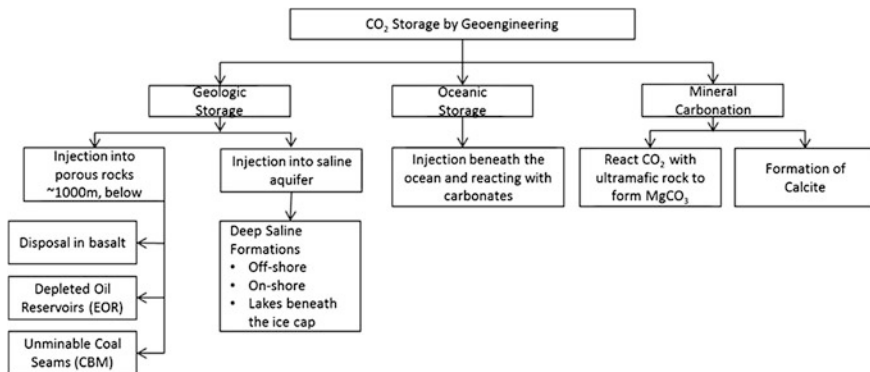 CO₂ Storage by Geoengineering
Geologic
Storage
Oceanic
Storage
Mineral
Carbonation
Injection into
porous rocks
~1000m, below
Injection into saline
aquifer
Injection beneath the
ocean and reacting with
carbonates
React CO₂ with
ultramafic rock to
form MgCO₃
Formation of
Calcite
Disposal in basalt
Depleted Oil
Reservoirs (EOR)
Unminable Coal
Seams (CBM)
Deep Saline
Formations
• Off-shore
• On-shore
• Lakes beneath
the ice cap